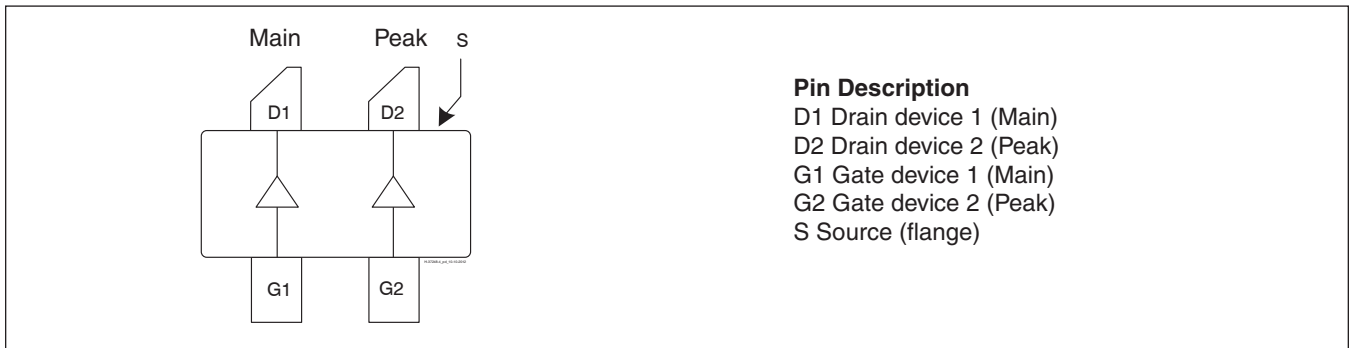 Main Peak S
D1 D2
G1 G2
Pin Description
D1 Drain device 1 (Main)
D2 Drain device 2 (Peak)
G1 Gate device 1 (Main)
G2 Gate device 2 (Peak)
S Source (flange)